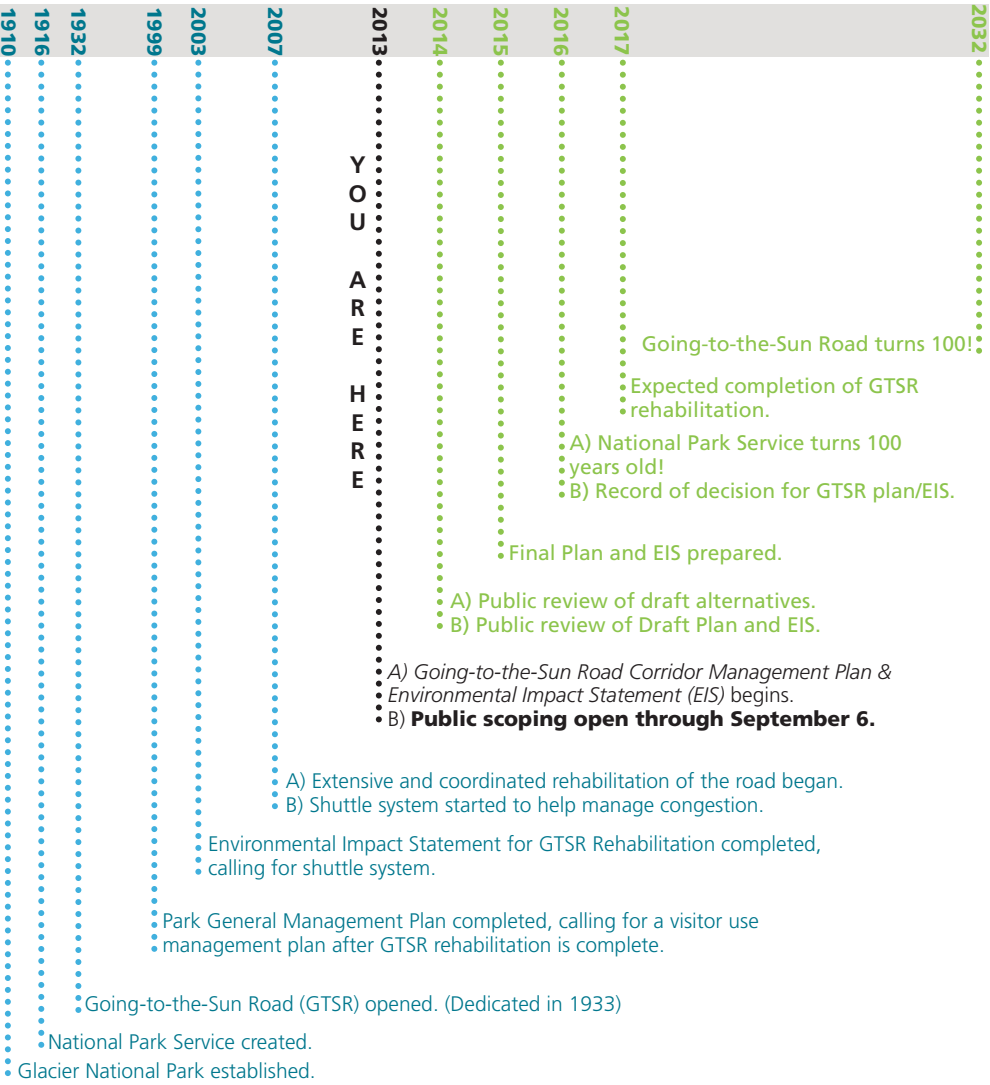 1910
1916
1932
1999
2003
2007
2013
2014
2015
2016
2017
2032
YOU ARE HERE
Going-to-the-Sun Road turns 100!
Expected completion of GTSR
rehabilitation.
A) National Park Service turns 100
years old!
B) Record of decision for GTSR plan/EIS.
Final Plan and EIS prepared.
A) Public review of draft alternatives.
B) Public review of Draft Plan and EIS.
A) Going-to-the-Sun Road Corridor Management Plan &
Environmental Impact Statement (EIS) begins.
B) Public scoping open through September 6.
A) Extensive and coordinated rehabilitation of the road began.
B) Shuttle system started to help manage congestion.
Environmental Impact Statement for GTSR Rehabilitation completed,
calling for shuttle system.
Park General Management Plan completed, calling for a visitor use
management plan after GTSR rehabilitation is complete.
Going-to-the-Sun Road (GTSR) opened. (Dedicated in 1933)
National Park Service created.
Glacier National Park established.